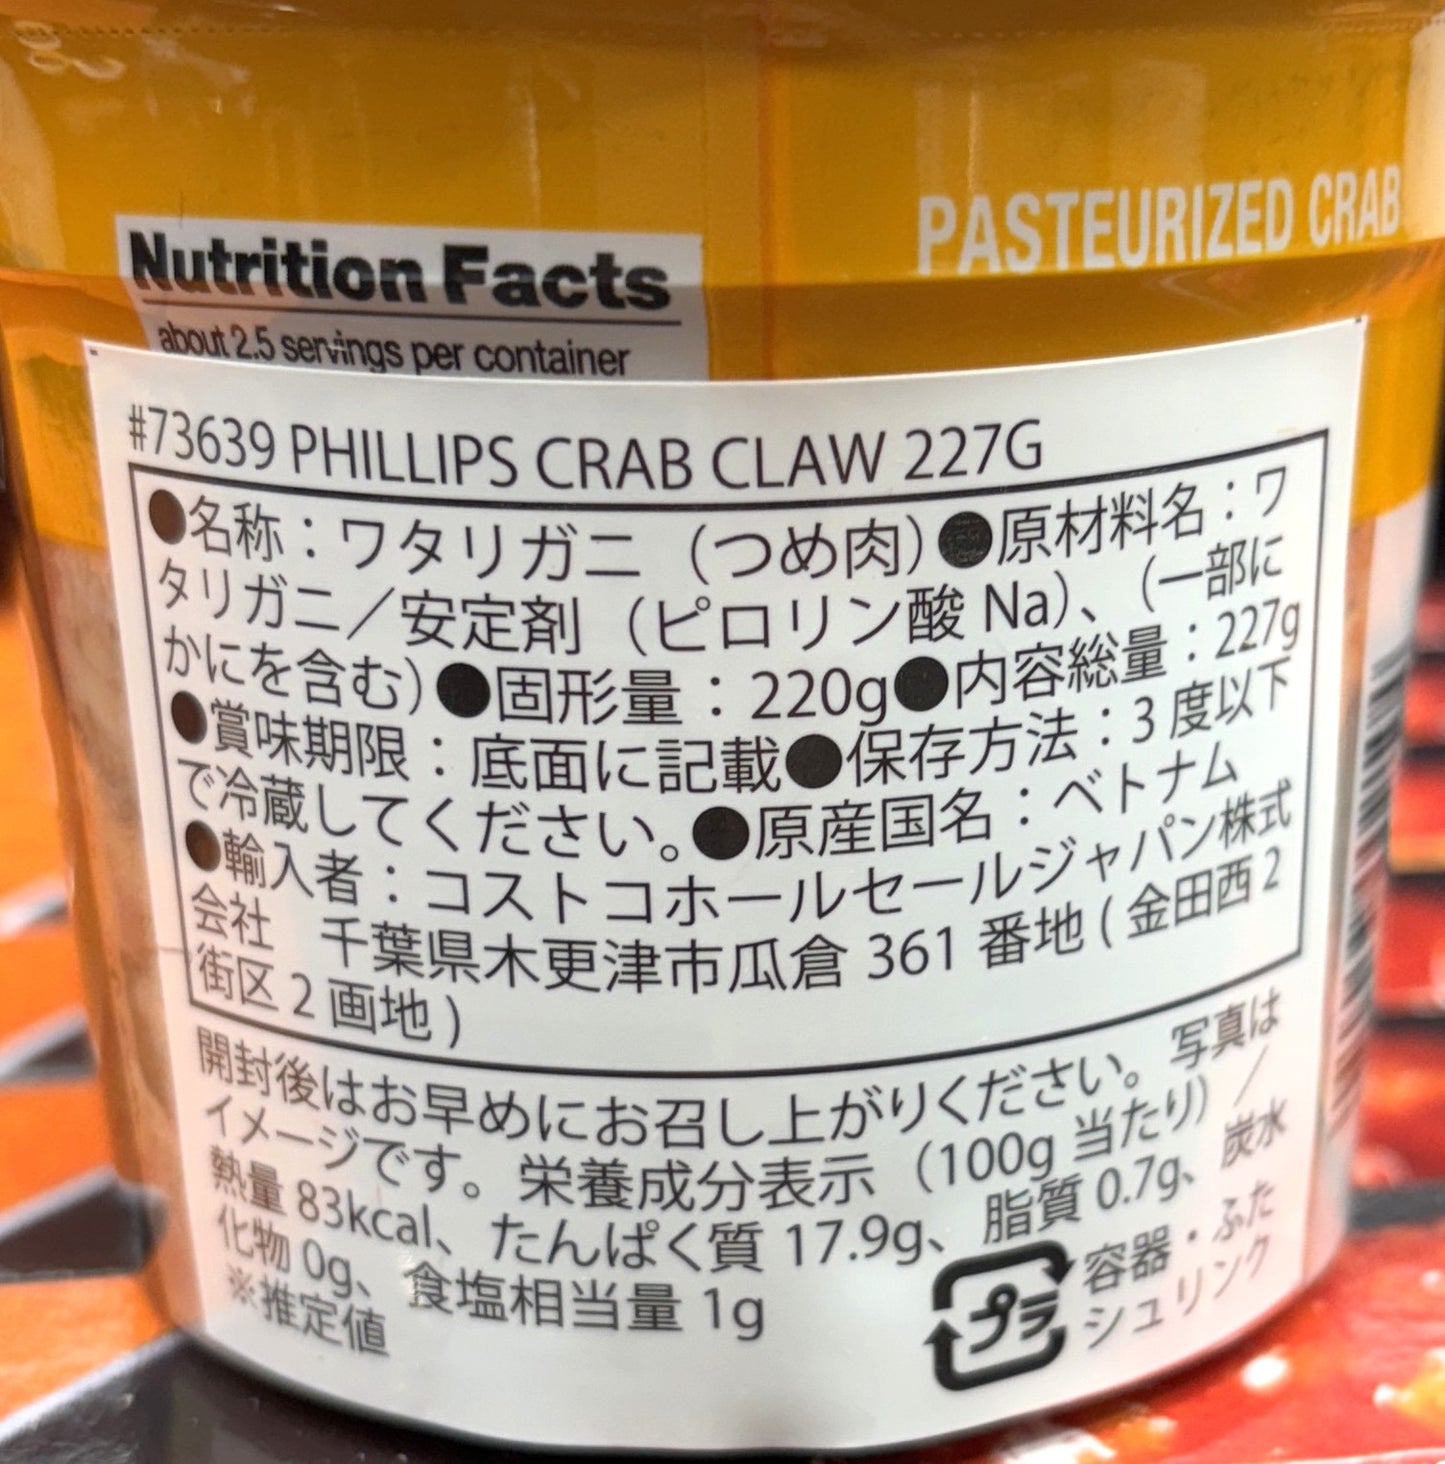 Nutrition Facts
about 2.5 servings per container
PASTEURIZED CRAB
#73639 PHILLIPS CRAB CLAW 227G
●名称：ワタリガニ（つめ肉）●原材料名：ワ
タリガニ／安定剤（ピロリン酸 Na）、（一部に
かにを含む）●固形量：220g●内容総量：227g
●賞味期限：底面に記載●保存方法：3 度以下
で冷蔵してください。●原産国名：ベトナム
●輸入者：コストコホールセールジャパン株式
会社　千葉県木更津市瓜倉 361 番地 ( 金田西 2
街区 2 画地 )
開封後はお早めにお召し上がりください。写真は
イメージです。栄養成分表示（100g 当たり）／
熱量 83kcal、たんぱく質 17.9g、脂質 0.7g、炭水
化物 0g、食塩相当量 1g
※推定値
プラ
容器・ふた
シュリンク